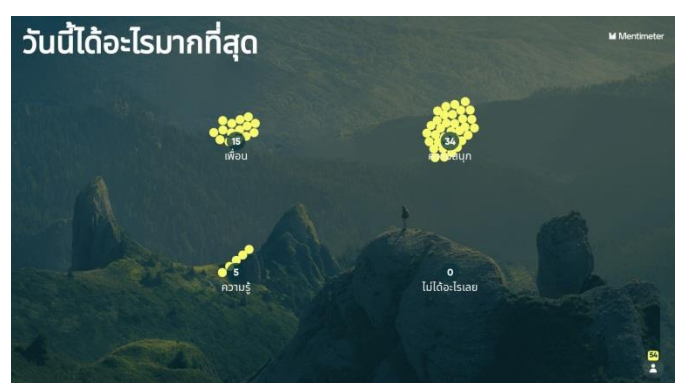 วันนี้ได้อะไรมากที่สุด
Mentimeter
15
เพื่อน
34
5
ความรู้
0
ไม่ได้อะไรเลย
54